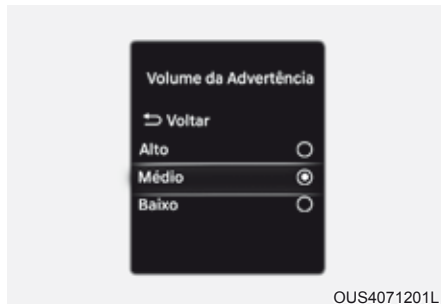 Volume da Advertência
Voltar
Alto
Médio
Baixo
OUS4071201L